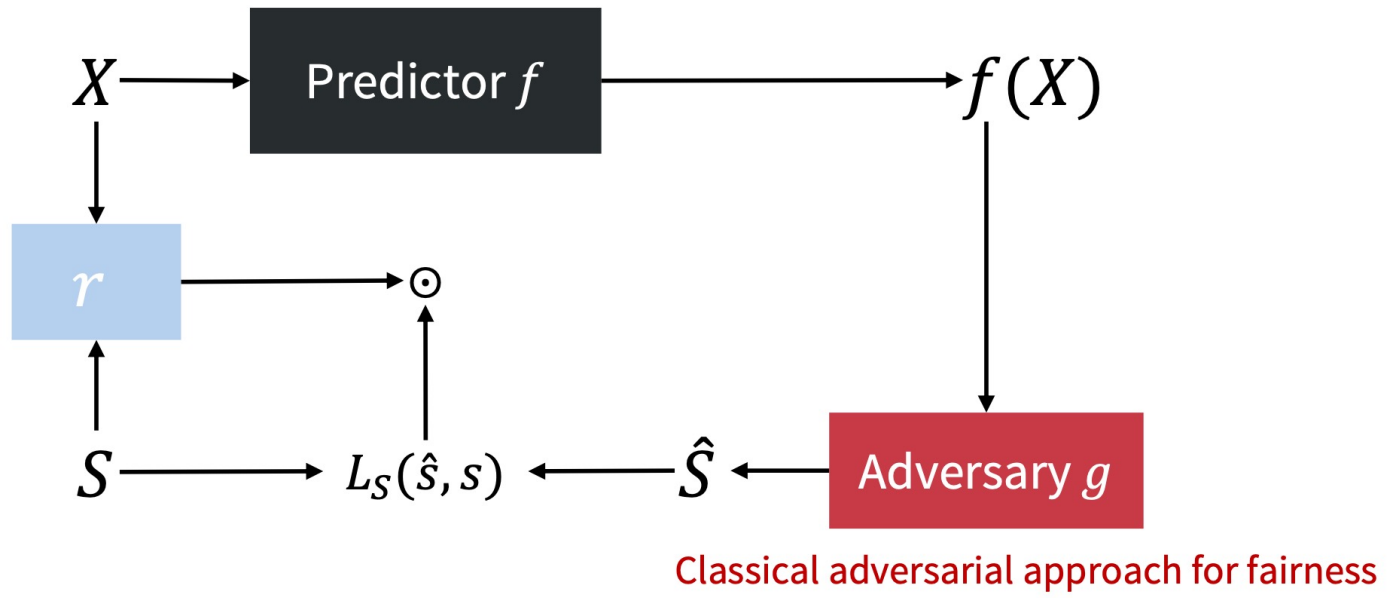 X
Predictor f
f(X)
r
⊙
S
L_S(ŝ, s)
Ŝ
Adversary g
Classical adversarial approach for fairness